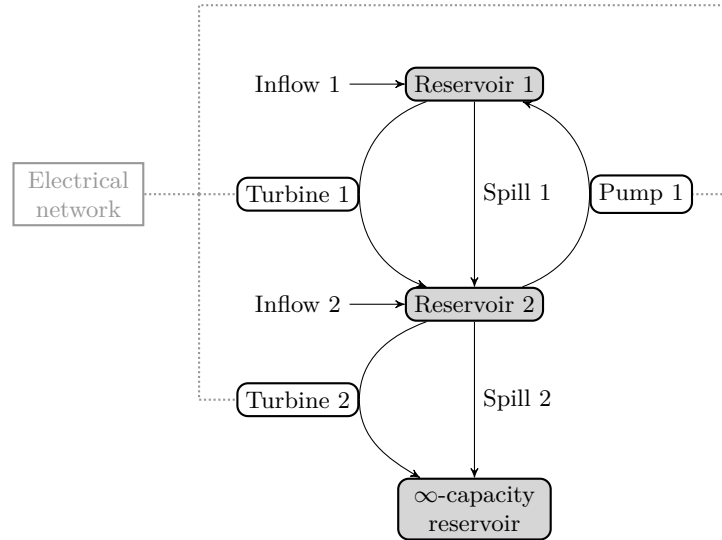 Inflow 1
Reservoir 1
Electrical
network
Turbine 1
Spill 1
Pump 1
Inflow 2
Reservoir 2
Turbine 2
Spill 2
∞-capacity
reservoir